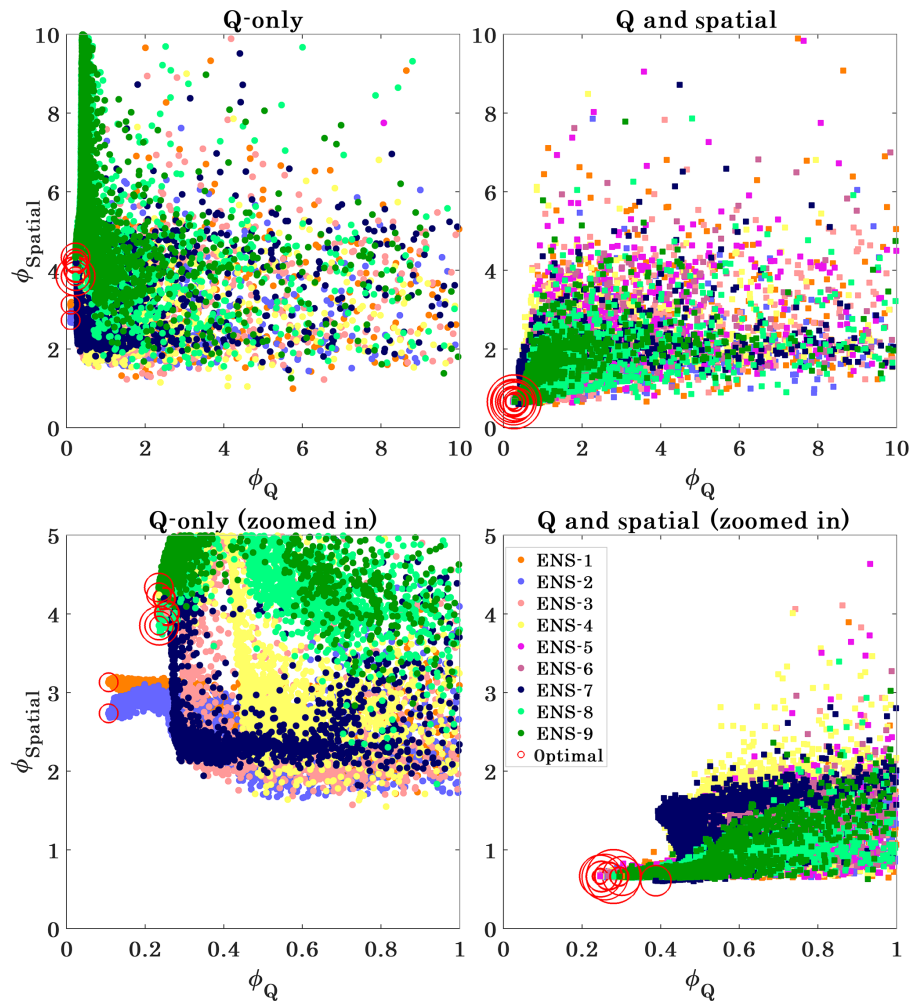 Q-only
10
8
6
4
2
0
ϕSpatial
0 2 4 6 8 10
ϕQ
Q and spatial
10
8
6
4
2
0
0 2 4 6 8 10
ϕQ
Q-only (zoomed in)
5
4
3
2
1
0
ϕSpatial
0 0.2 0.4 0.6 0.8 1
ϕQ
Q and spatial (zoomed in)
5
4
3
2
1
0
ENS-1
ENS-2
ENS-3
ENS-4
ENS-5
ENS-6
ENS-7
ENS-8
ENS-9
Optimal
0 0.2 0.4 0.6 0.8 1
ϕQ